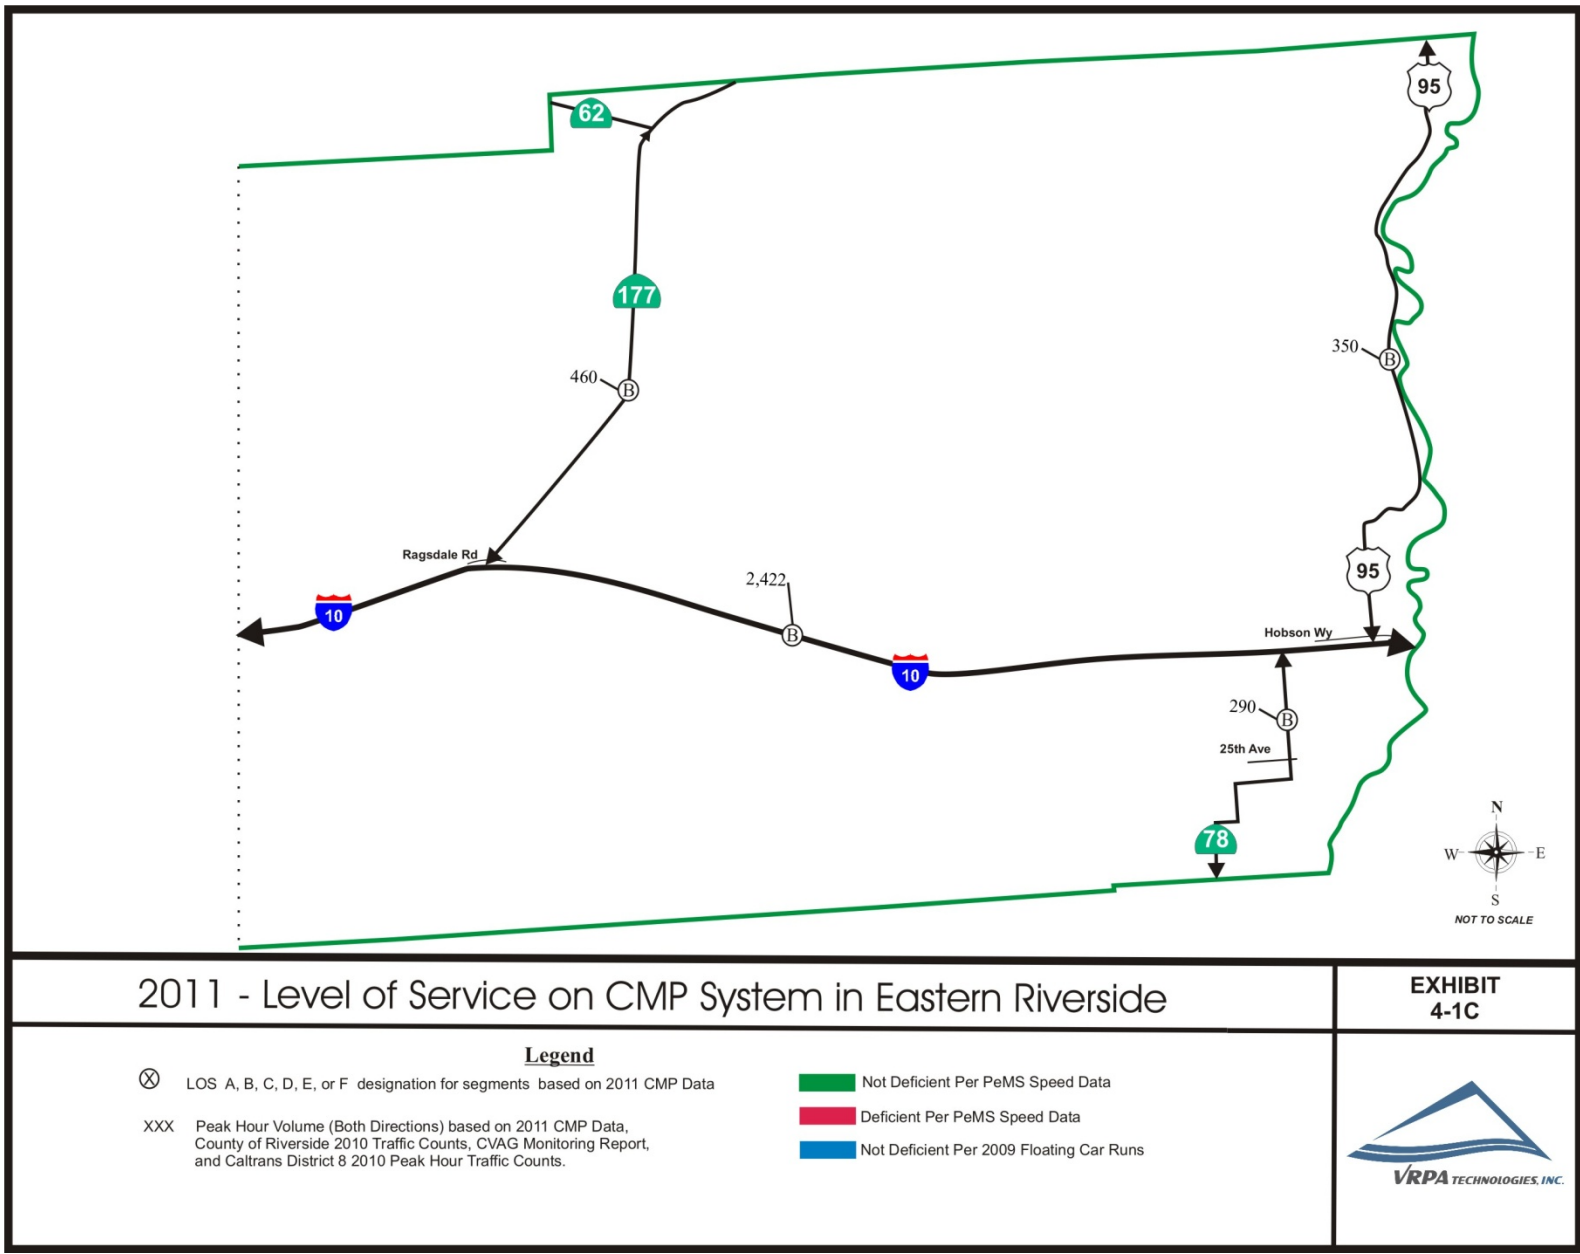 95
62
177
350
B
460
B
Ragsdale Rd
95
2,422
10
B
Hobson Wy
10
290
B
25th Ave
78
N
W
E
S
NOT TO SCALE
2011 - Level of Service on CMP System in Eastern Riverside
EXHIBIT
4-1C
Legend
X LOS A, B, C, D, E, or F designation for segments based on 2011 CMP Data
XXX Peak Hour Volume (Both Directions) based on 2011 CMP Data,
County of Riverside 2010 Traffic Counts, CVAG Monitoring Report,
and Caltrans District 8 2010 Peak Hour Traffic Counts.
Not Deficient Per PeMS Speed Data
Deficient Per PeMS Speed Data
Not Deficient Per 2009 Floating Car Runs
VRPA TECHNOLOGIES, INC.